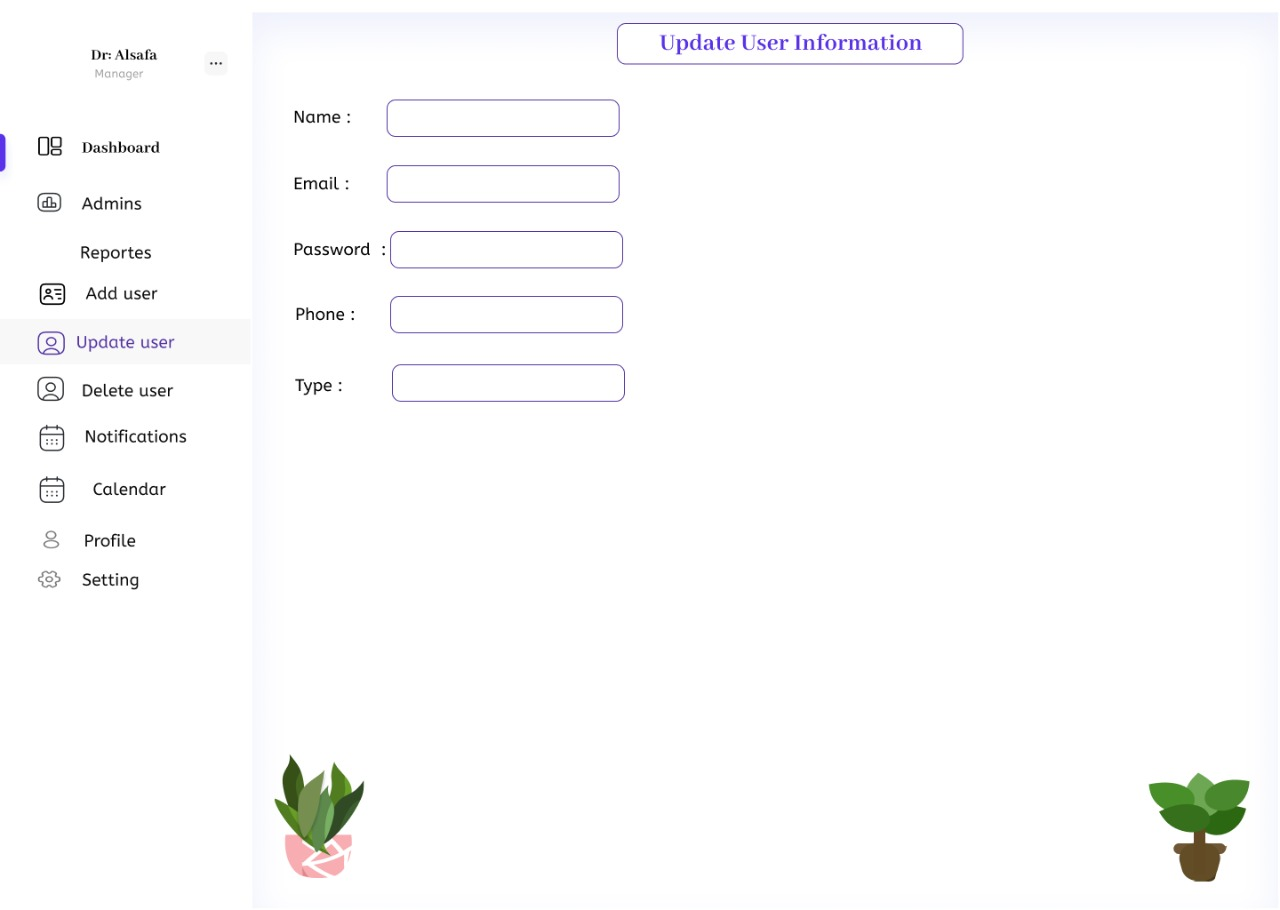 Dr: Alsafa
Manager
...
Dashboard
Admins
Reportes
Add user
Update user
Delete user
Notifications
Calendar
Profile
Setting
Update User Information
Name :
Email :
Password :
Phone :
Type :